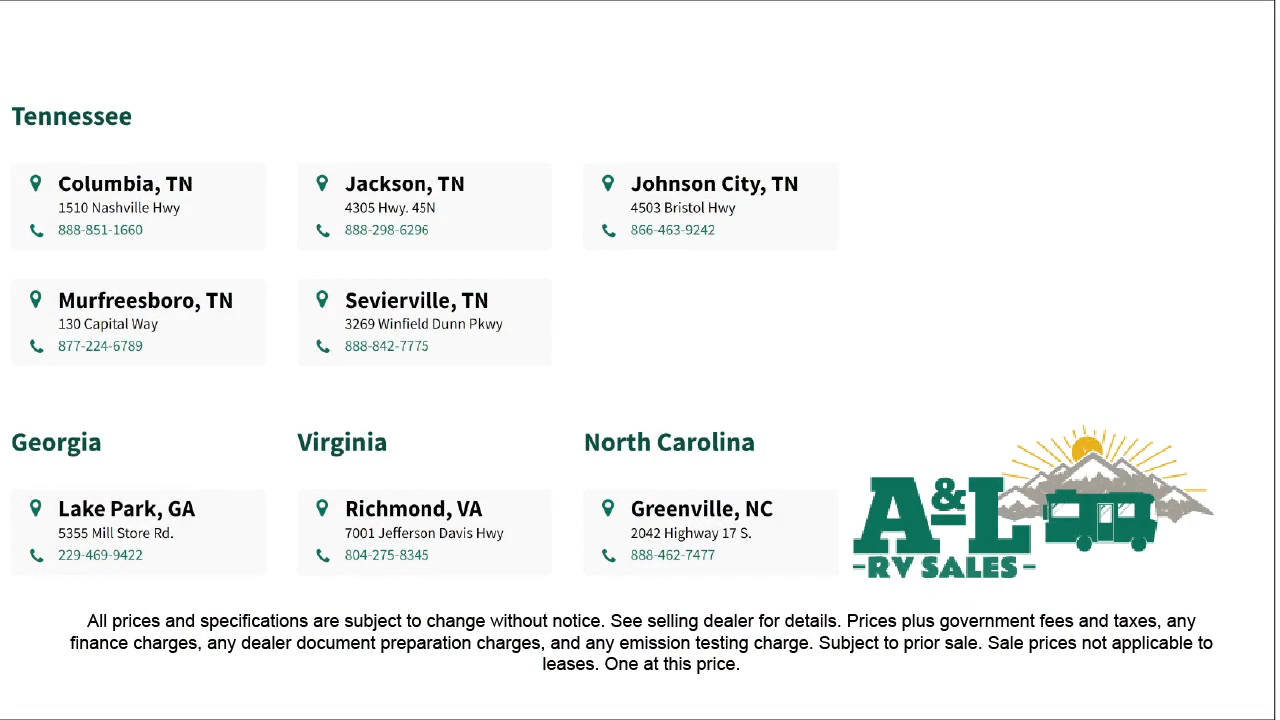 Tennessee
Columbia, TN
1510 Nashville Hwy
888-851-1660
Jackson, TN
4305 Hwy. 45N
888-298-6296
Johnson City, TN
4503 Bristol Hwy
866-463-9242
Murfreesboro, TN
130 Capital Way
877-224-6789
Sevierville, TN
3269 Winfield Dunn Pkwy
888-842-7775
Georgia
Lake Park, GA
5355 Mill Store Rd.
229-469-9422
Virginia
Richmond, VA
7001 Jefferson Davis Hwy
804-275-8345
North Carolina
Greenville, NC
2042 Highway 17 S.
888-462-7477
A&L
-RV SALES-
All prices and specifications are subject to change without notice. See selling dealer for details. Prices plus government fees and taxes, any
finance charges, any dealer document preparation charges, and any emission testing charge. Subject to prior sale. Sale prices not applicable to
leases. One at this price.